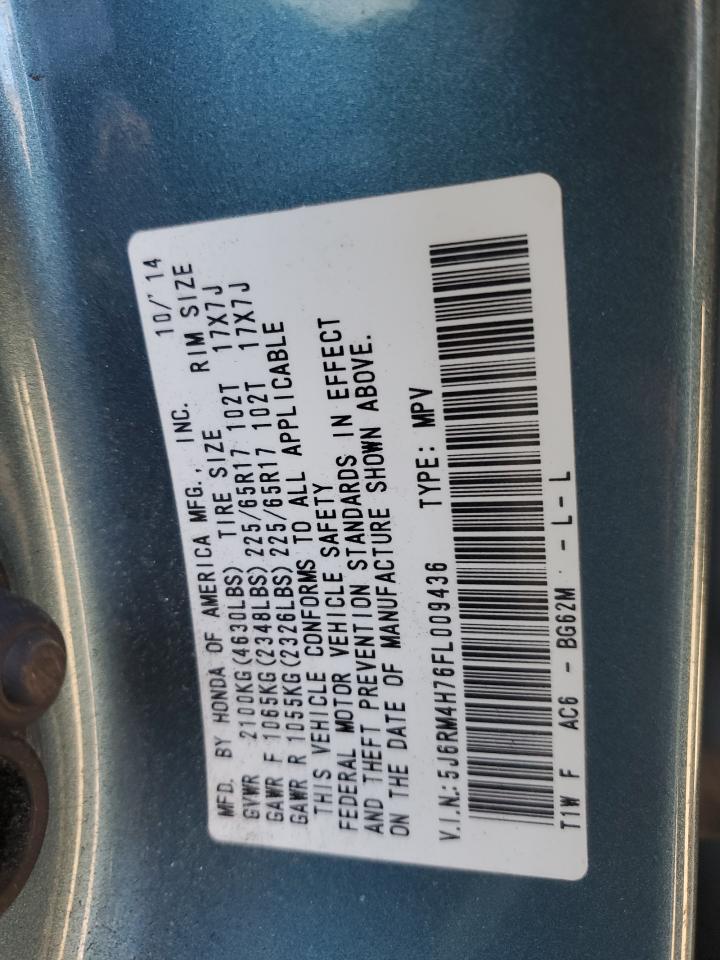 MFD. BY HONDA OF AMERICA MFG., INC. 10/'14
GVWR 2100KG(4630LBS) TIRE SIZE RIM SIZE
GAWR F 1065KG(2348LBS) 225/65R17 102T 17X7J
GAWR R 1055KG(2326LBS) 225/65R17 102T 17X7J
THIS VEHICLE CONFORMS TO ALL APPLICABLE
FEDERAL MOTOR VEHICLE SAFETY
AND THEFT PREVENTION STANDARDS IN EFFECT
ON THE DATE OF MANUFACTURE SHOWN ABOVE.
V.I.N.: 5J6RM4H76FL009436 TYPE: MPV
T1W F AC6 - BG62M - L - L